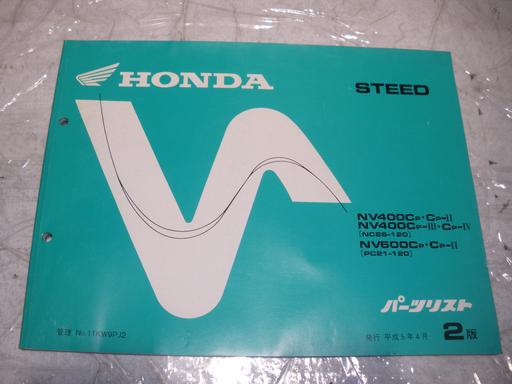 HONDA
STEED
NV400CP・CP-II
NV400CP-III・CP-IV
[NC26-120]
NV600CP・CP-II
[PC21-120]
パーツリスト
管理 No.11KW9PJ2
発行 平成5年4月 2版